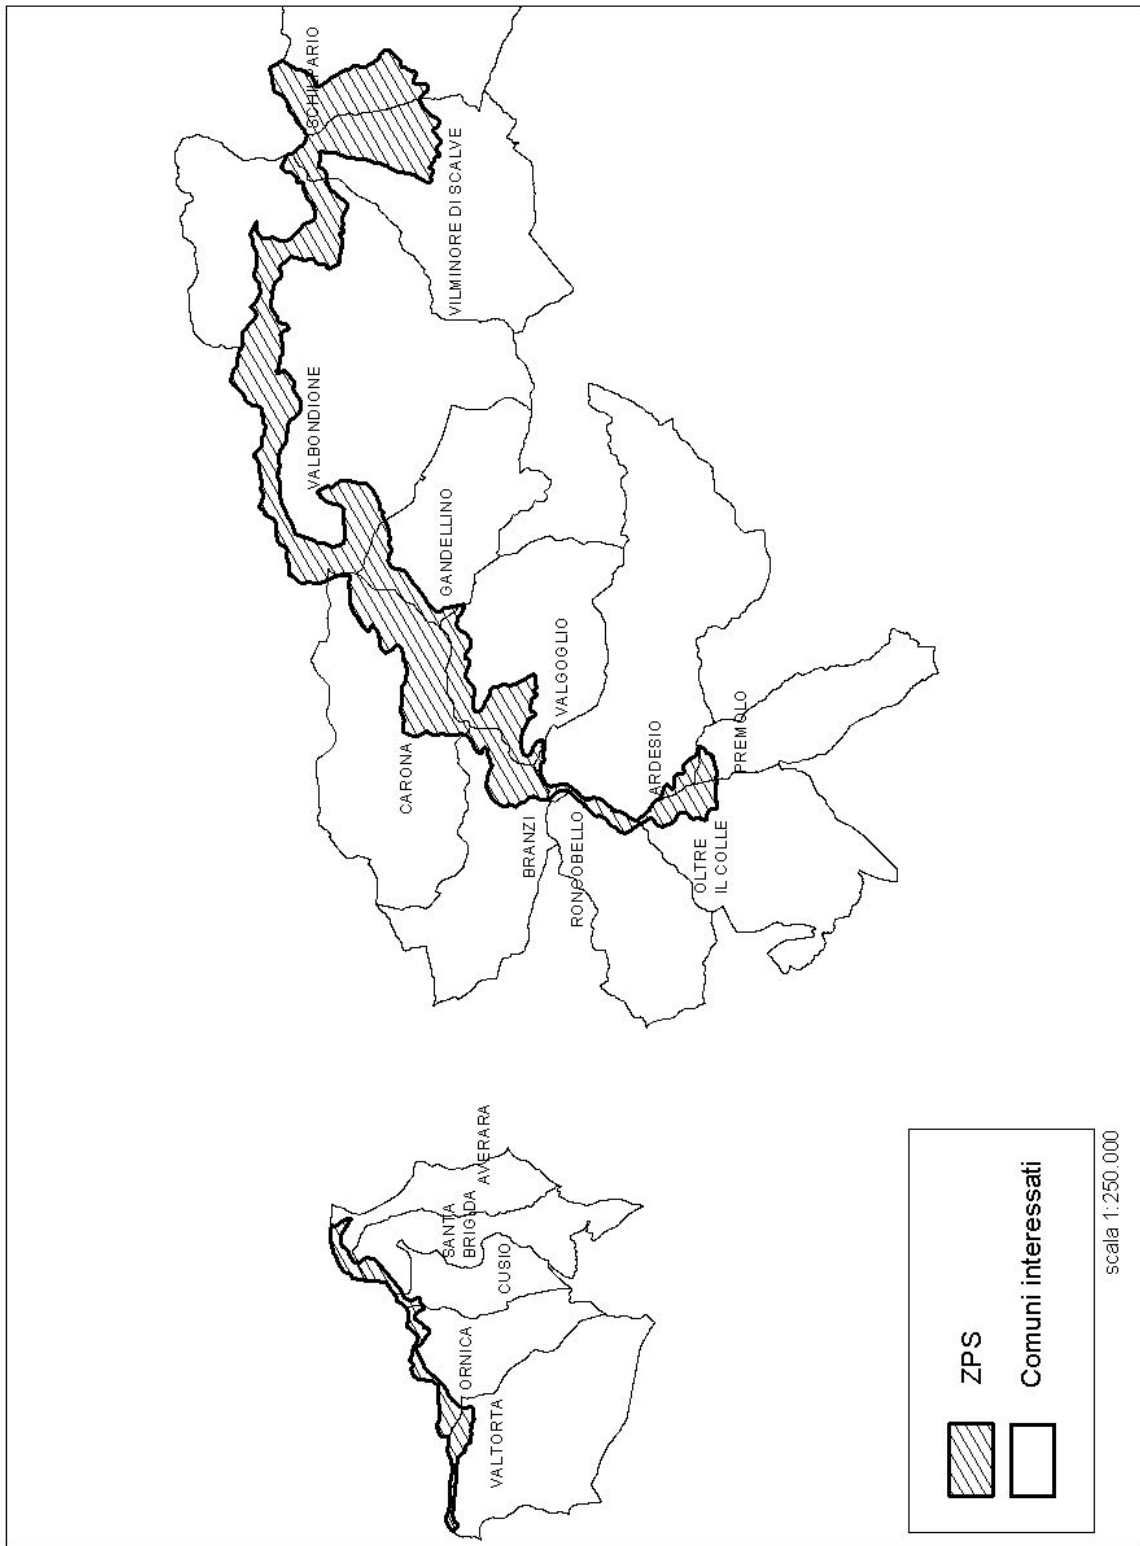 SCHILPARIO
VILMINORE DI SCALVE
VALBONDIONE
GANDELLINO
CARONA
VALGOGLIO
BRANZI
RONCOBELLO
ARDESIO
PREMOLO
OLTRE
IL COLLE
AVERARA
SANTA
BRIGIDA
CUSIO
ORNICA
VALTORTA
ZPS
Comuni interessati
scala 1:250.000